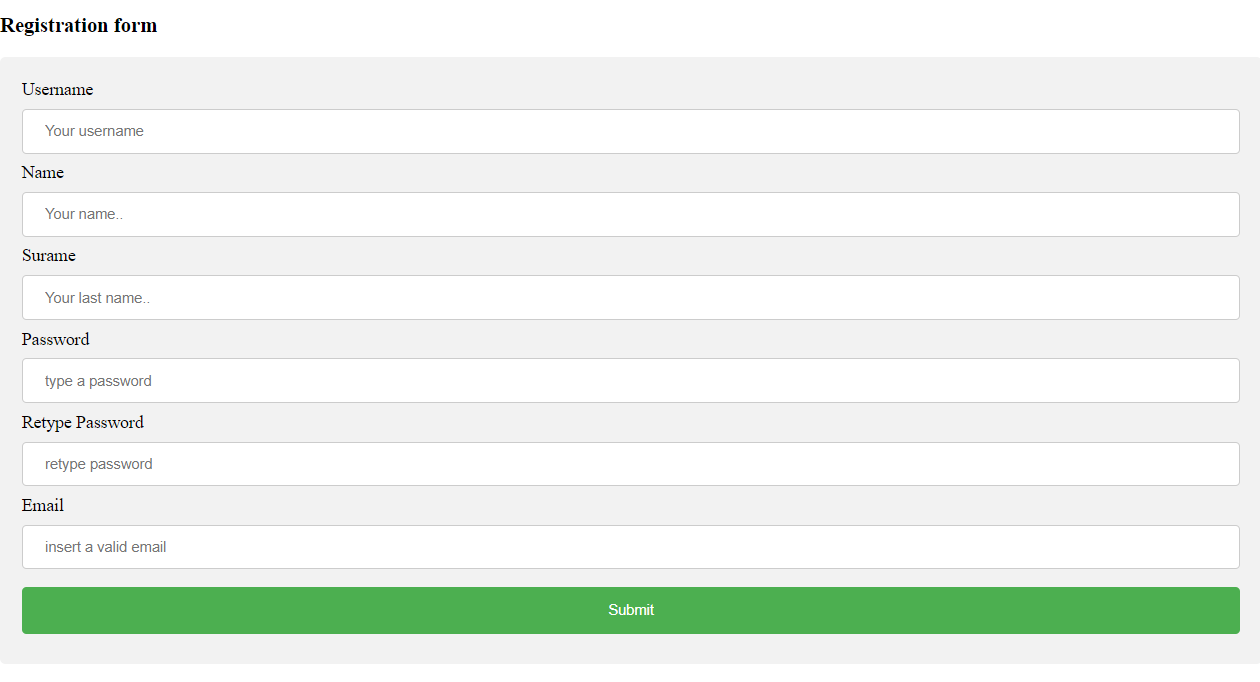 Registration form
Username
Your username
Name
Your name..
Surame
Your last name..
Password
type a password
Retype Password
retype password
Email
insert a valid email
Submit